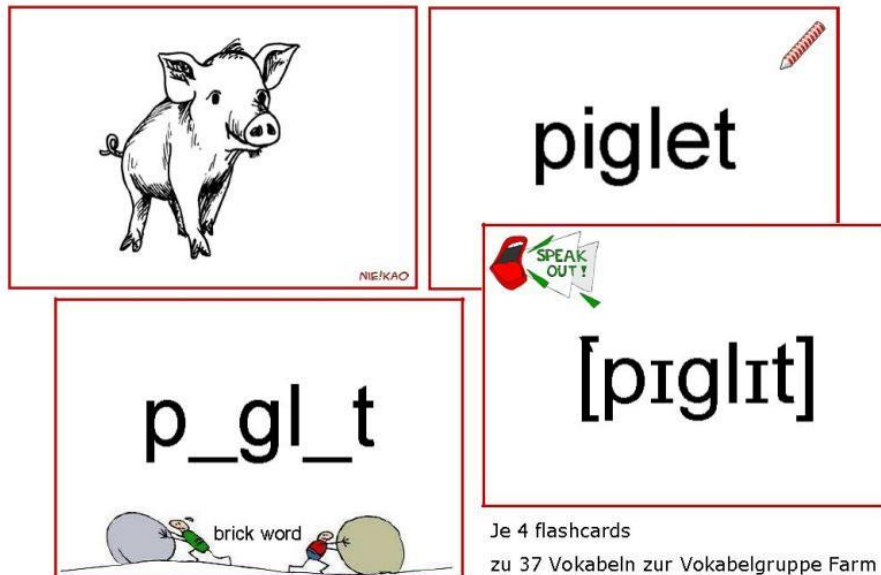 NIE!KAO
piglet
SPEAK
OUT!
[pɪglɪt]
p_gl_t
brick word
Je 4 flashcards
zu 37 Vokabeln zur Vokabelgruppe Farm